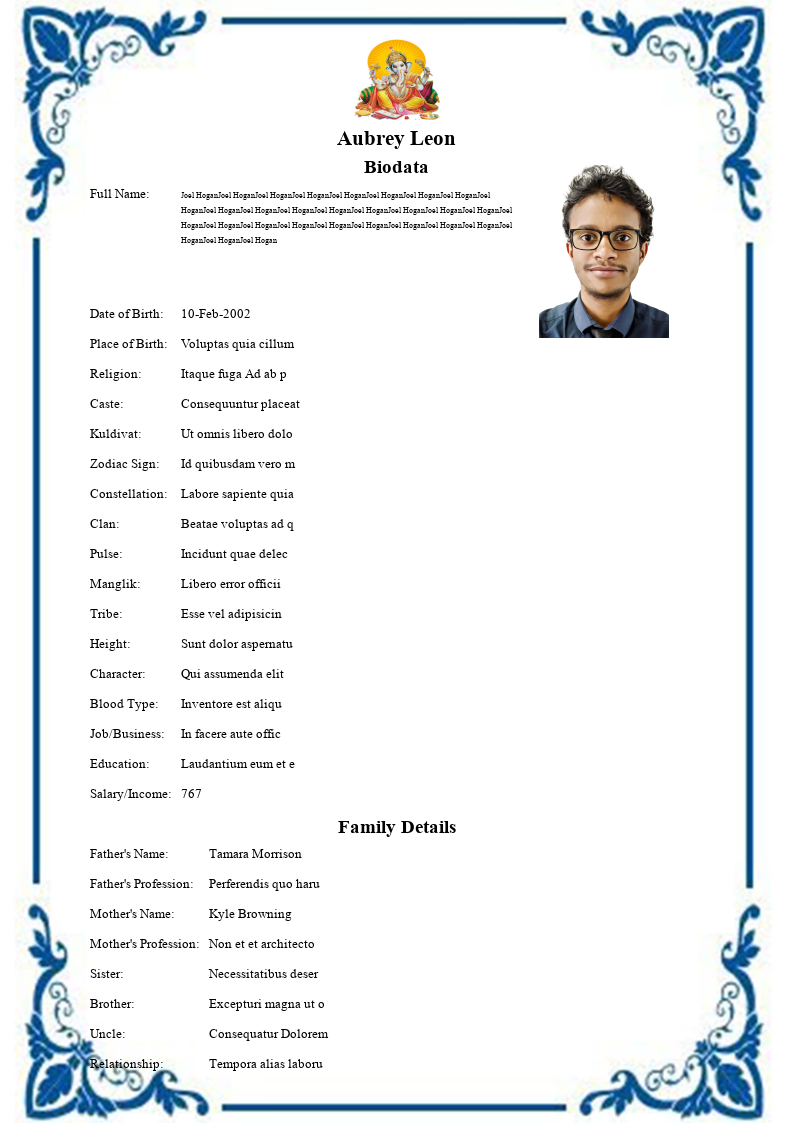 Aubrey Leon
Biodata
Full Name: Joel HoganJoel HoganJoel HoganJoel HoganJoel HoganJoel HoganJoel HoganJoel HoganJoel
HoganJoel HoganJoel HoganJoel HoganJoel HoganJoel HoganJoel HoganJoel HoganJoel HoganJoel
HoganJoel HoganJoel HoganJoel HoganJoel HoganJoel HoganJoel HoganJoel HoganJoel HoganJoel
HoganJoel HoganJoel Hogan
Date of Birth: 10-Feb-2002
Place of Birth: Voluptas quia cillum
Religion: Itaque fuga Ad ab p
Caste: Consequuntur placeat
Kuldivat: Ut omnis libero dolo
Zodiac Sign: Id quibusdam vero m
Constellation: Labore sapiente quia
Clan: Beatae voluptas ad q
Pulse: Incidunt quae delec
Manglik: Libero error officii
Tribe: Esse vel adipisicin
Height: Sunt dolor aspernatu
Character: Qui assumenda elit
Blood Type: Inventore est aliqu
Job/Business: In facere aute offic
Education: Laudantium eum et e
Salary/Income: 767
Family Details
Father's Name: Tamara Morrison
Father's Profession: Perferendis quo haru
Mother's Name: Kyle Browning
Mother's Profession: Non et et architecto
Sister: Necessitatibus deser
Brother: Excepturi magna ut o
Uncle: Consequatur Dolorem
Relationship: Tempora alias laboru